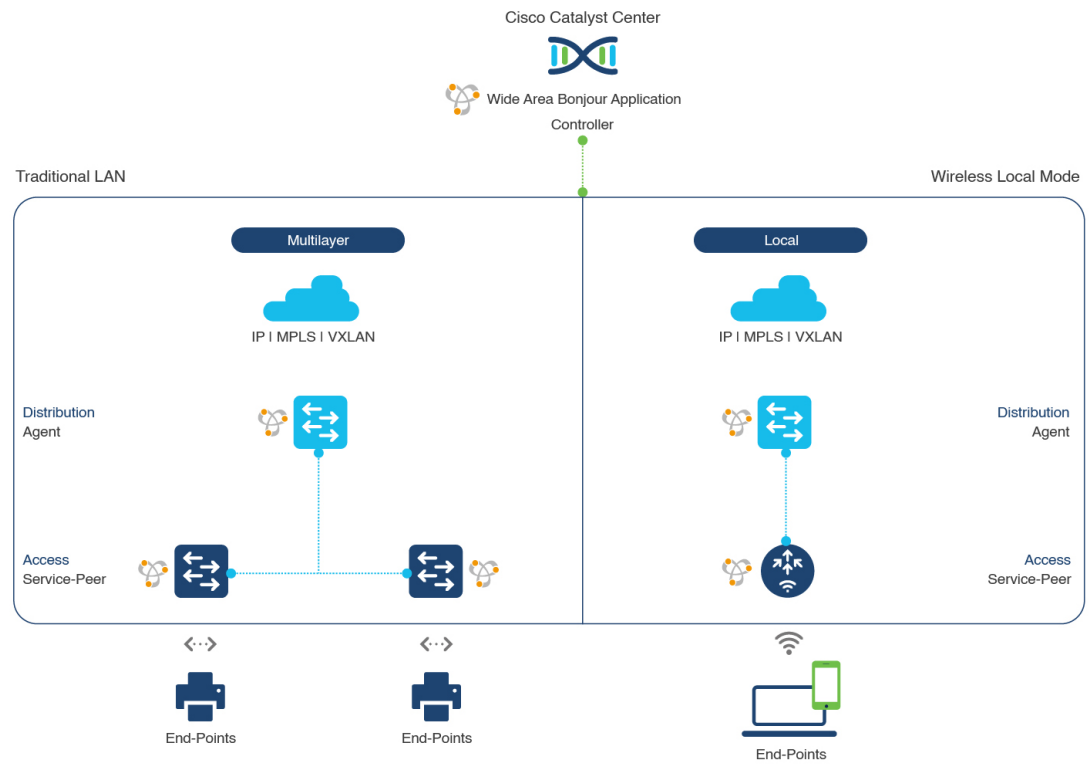 Cisco Catalyst Center
Wide Area Bonjour Application
Controller
Traditional LAN
Wireless Local Mode
Multilayer
Local
IP | MPLS | VXLAN
IP | MPLS | VXLAN
Distribution
Agent
Distribution
Agent
Access
Service-Peer
Access
Service-Peer
End-Points
End-Points
End-Points